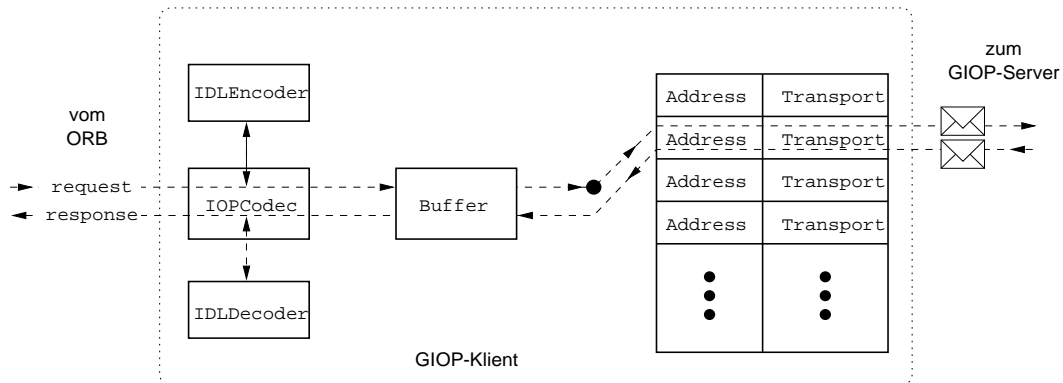 zum
GIOP-Server
IDLEncoder
Address Transport
vom
ORB
Address Transport
request
IOPCodec
Buffer
Address Transport
response
Address Transport
IDLDecoder
GIOP-Klient